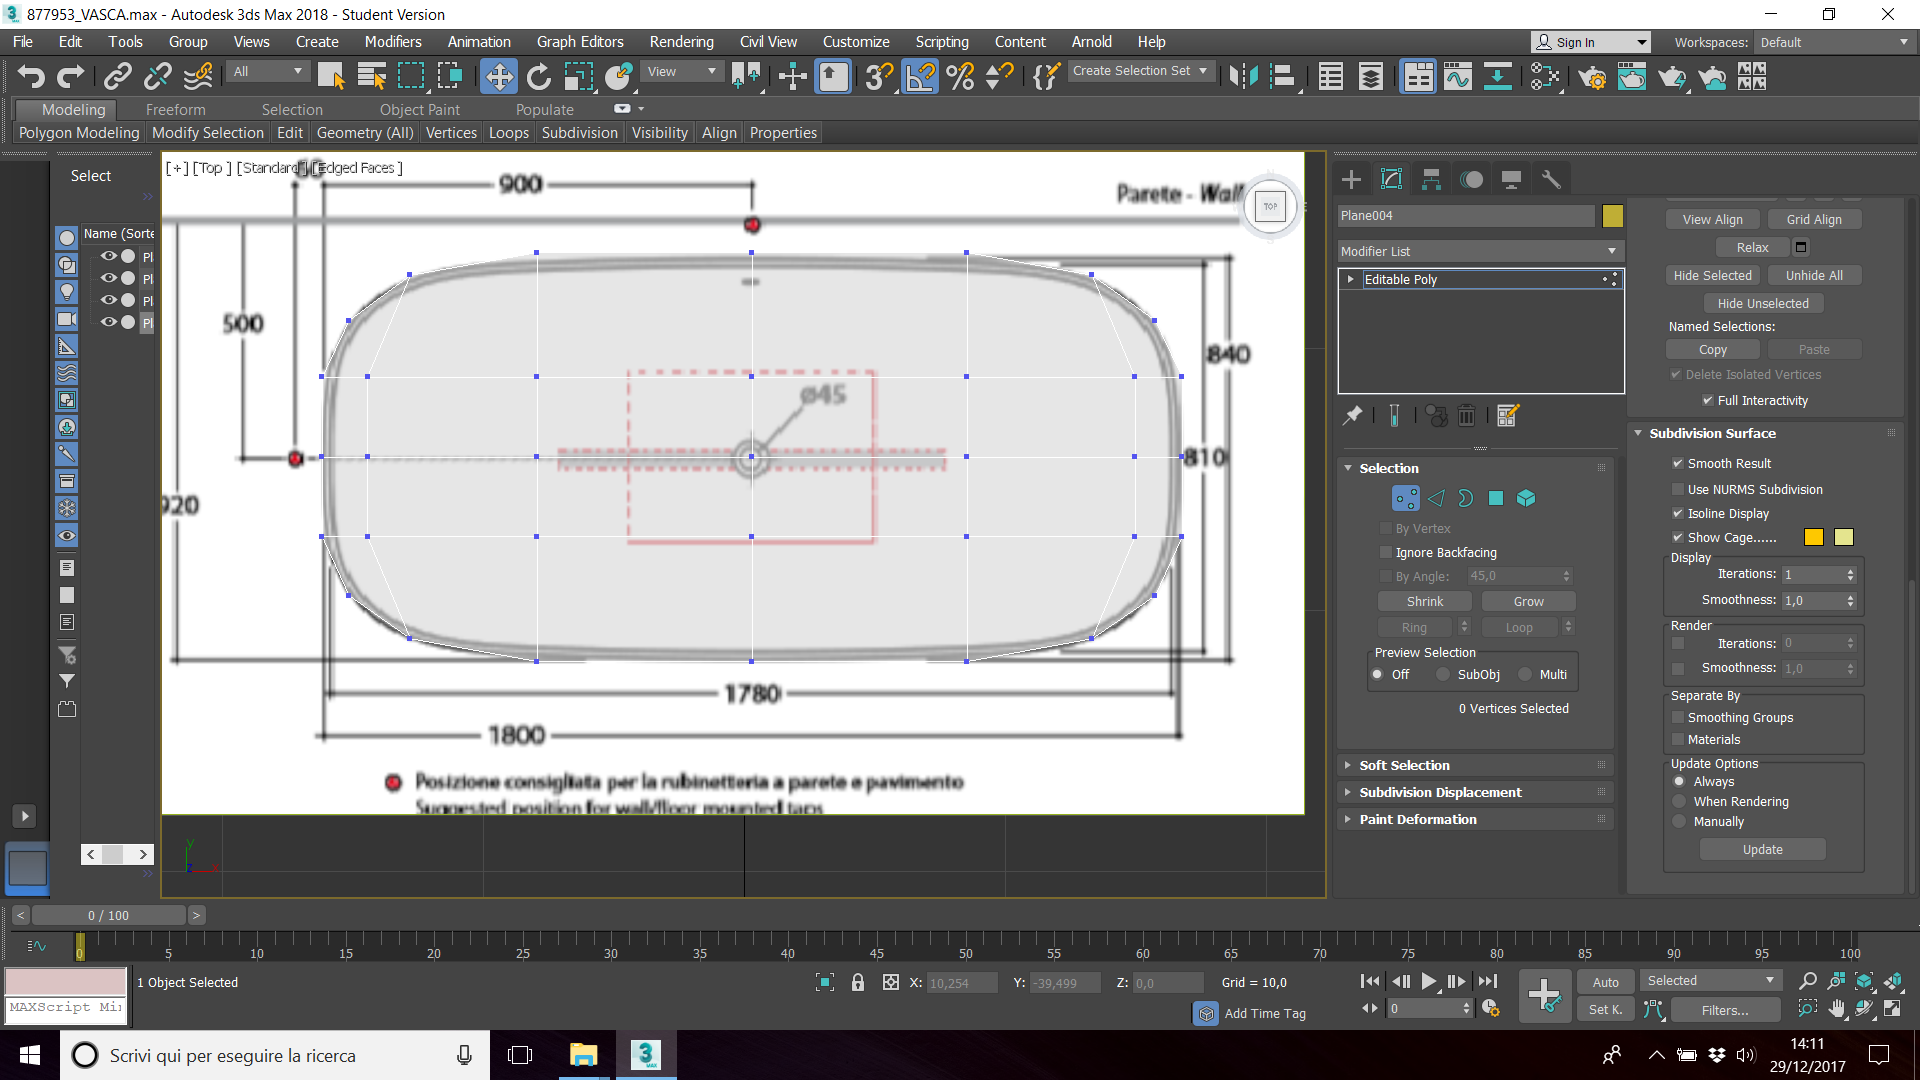 877953_VASCA.max - Autodesk 3ds Max 2018 - Student Version
File Edit Tools Group Views Create Modifiers Animation Graph Editors Rendering Civil View Customize Scripting Content Arnold Help
Sign In Workspaces: Default
All View Create Selection Set
Modeling Freeform Selection Object Paint Populate
Polygon Modeling Modify Selection Edit Geometry (All) Vertices Loops Subdivision Visibility Align Properties
Select
Name (Sorte
Pl
Pl
Pl
Pl
[+] [Top ] [Standard ] [Edged Faces ]
900
Parete - Wall
TOP
500
ø45
840
810
920
1780
1800
Posizione consigliata per la rubinetteria a parete e pavimento
Suggested position for wall/floor mounted taps
y
z
x
Plane004
Modifier List
Editable Poly
Selection
By Vertex
Ignore Backfacing
By Angle: 45,0
Shrink Grow
Ring Loop
Preview Selection
Off SubObj Multi
0 Vertices Selected
Soft Selection
Subdivision Displacement
Paint Deformation
View Align Grid Align
Relax
Hide Selected Unhide All
Hide Unselected
Named Selections:
Copy Paste
Delete Isolated Vertices
Full Interactivity
Subdivision Surface
Smooth Result
Use NURMS Subdivision
Isoline Display
Show Cage......
Display
Iterations: 1
Smoothness: 1,0
Render
Iterations: 0
Smoothness: 1,0
Separate By
Smoothing Groups
Materials
Update Options
Always
When Rendering
Manually
Update
0 / 100
0 5 10 15 20 25 30 35 40 45 50 55 60 65 70 75 80 85 90 95 100
1 Object Selected
X: 10,254 Y: -39,499 Z: 0,0 Grid = 10,0
Add Time Tag
0
Auto Selected
Set K. Filters...
MAXScript Mi
Scrivi qui per eseguire la ricerca
3
MAX
14:11
29/12/2017